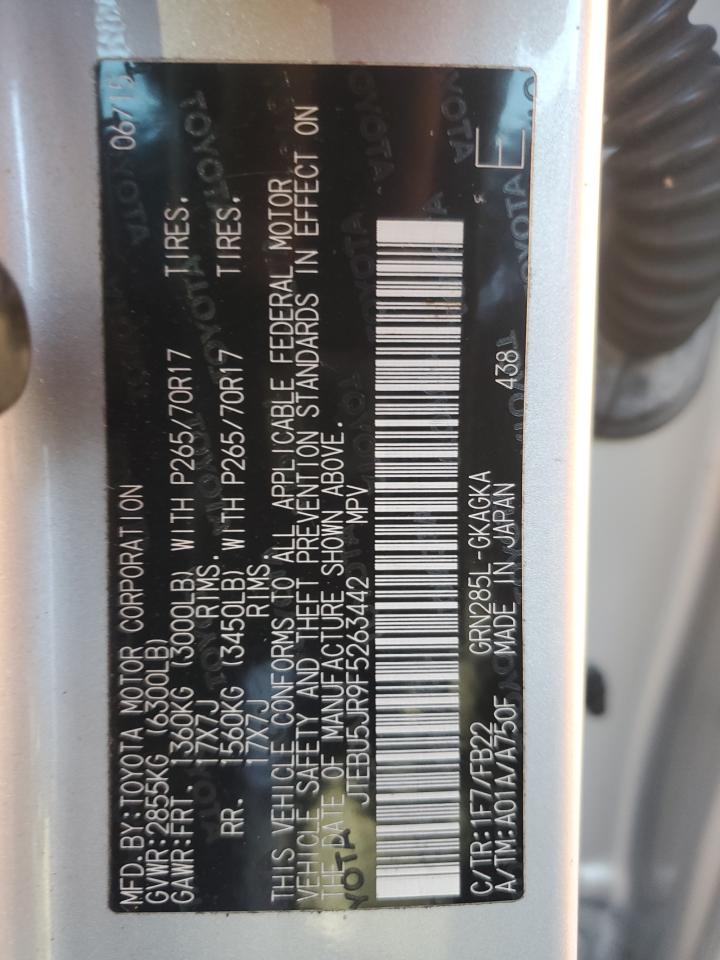 MFD. BY: TOYOTA MOTOR CORPORATION 06/15
GVWR: 2855KG (6300LB)
GAWR: FRT. 1360KG (3000LB) WITH P265/70R17 TIRES.
17X7J RIMS.
RR. 1560KG (3450LB) WITH P265/70R17 TIRES.
17X7J RIMS.
THIS VEHICLE CONFORMS TO ALL APPLICABLE FEDERAL MOTOR
VEHICLE SAFETY AND THEFT PREVENTION STANDARDS IN EFFECT ON
THE DATE OF MANUFACTURE SHOWN ABOVE.
JTEBU5JR9F5263442 MPV
C/TR: 1F7/FB22 GRN285L-GKAGKA
A/TM: A01A/A750F MADE IN JAPAN 438J
E
TOYOTA